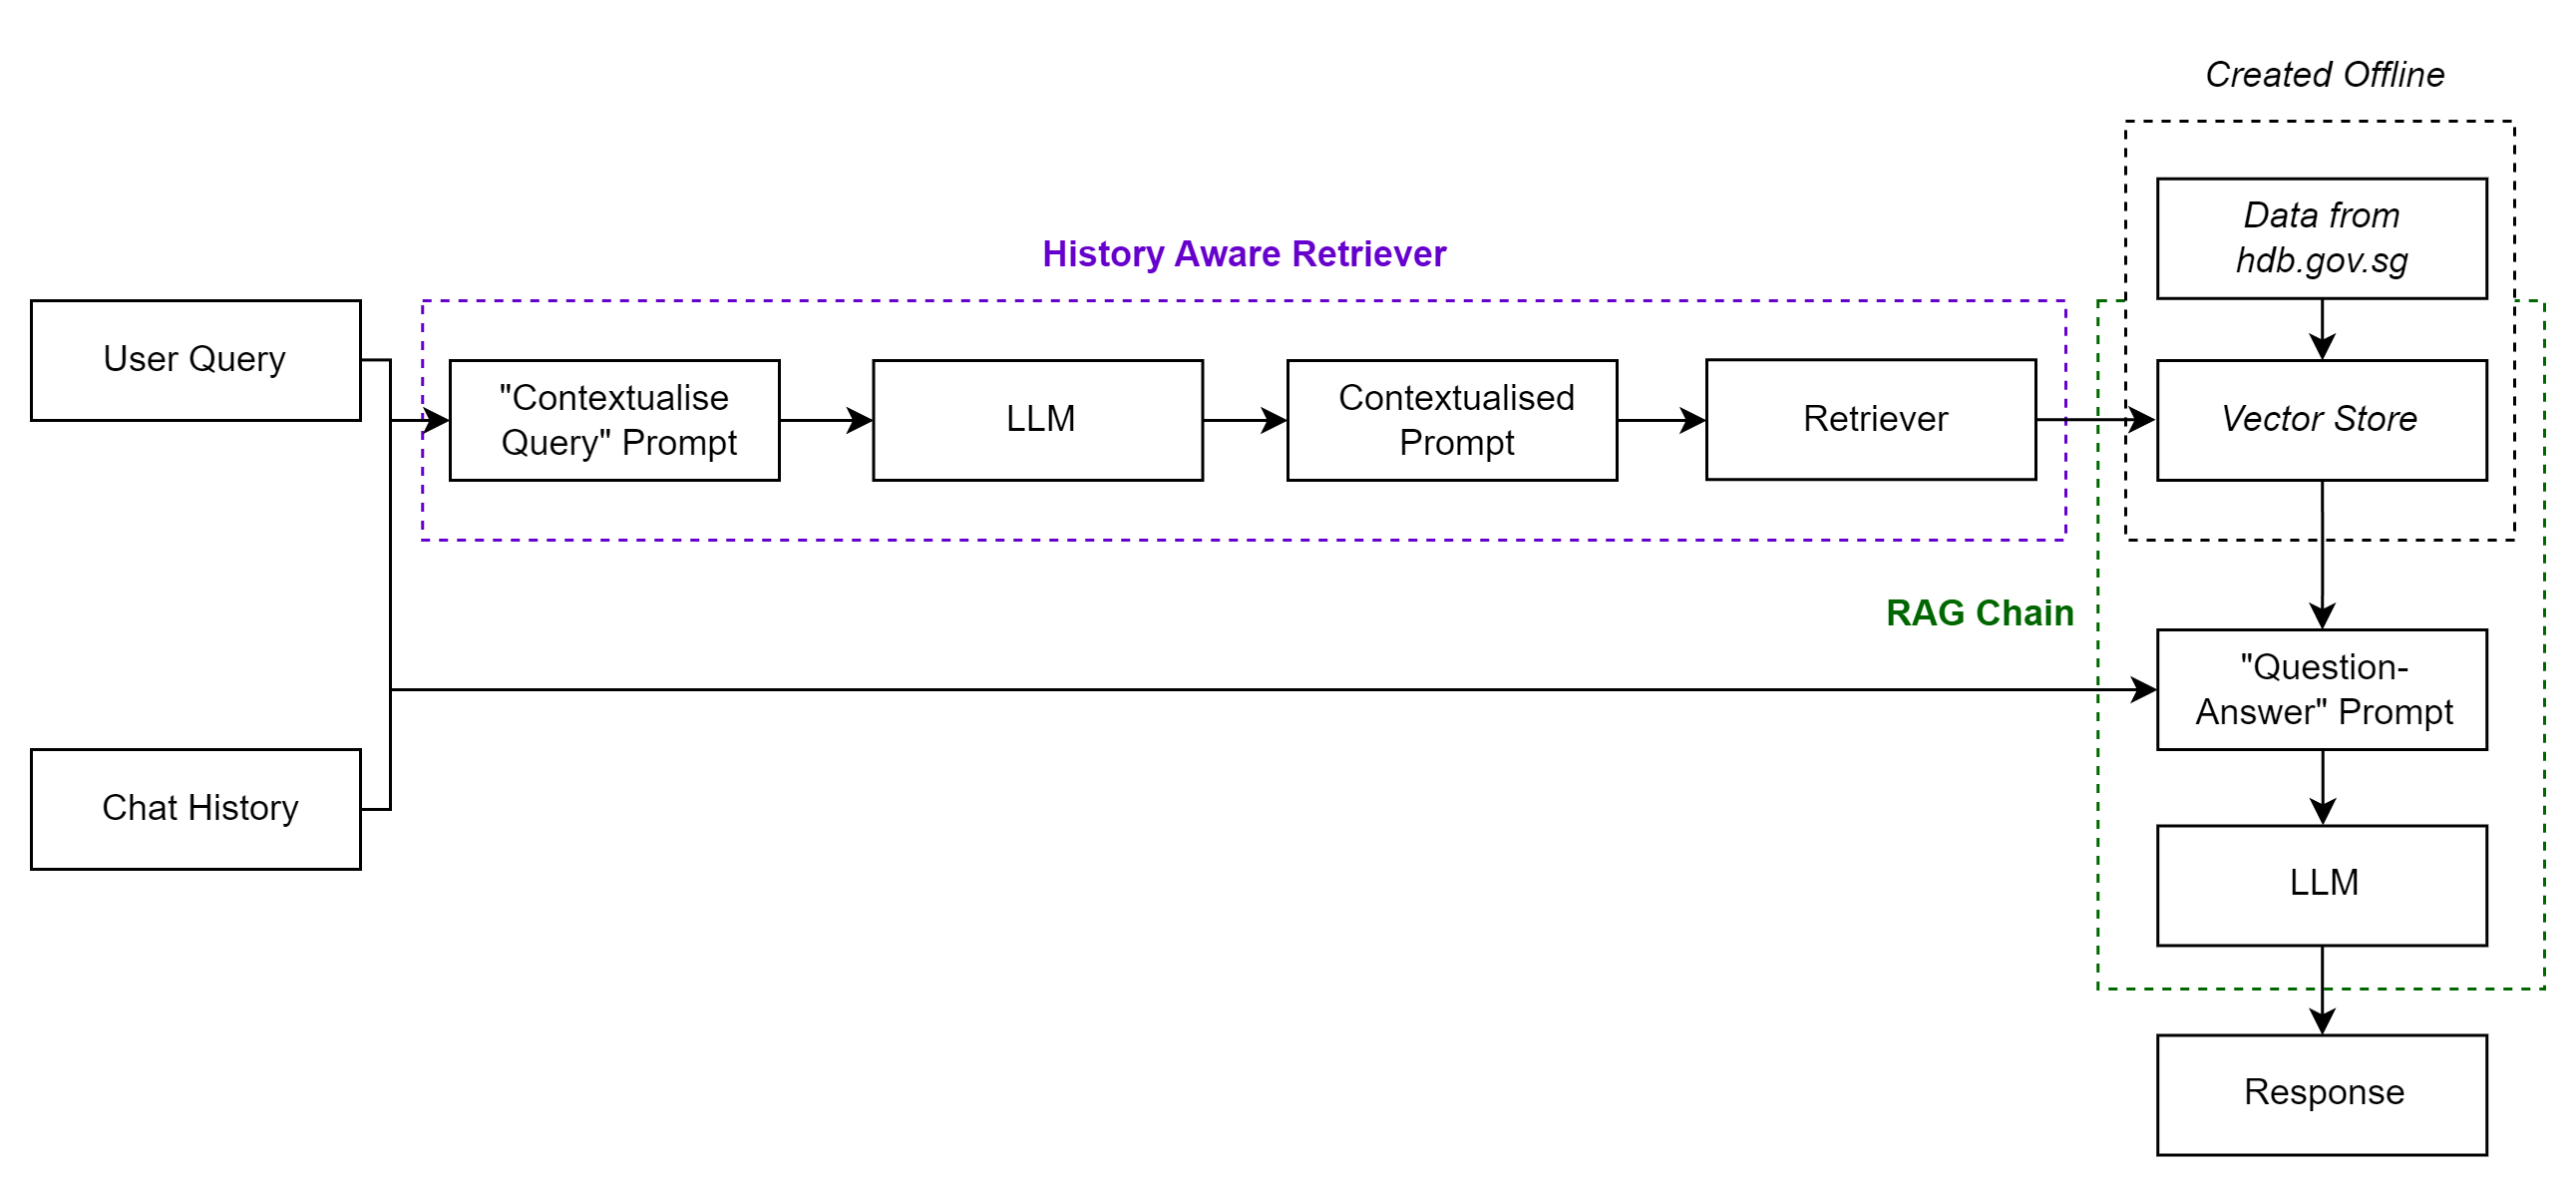 Created Offline
Data from
hdb.gov.sg
History Aware Retriever
User Query
"Contextualise
Query" Prompt
LLM
Contextualised
Prompt
Retriever
Vector Store
RAG Chain
"Question-
Answer" Prompt
Chat History
LLM
Response